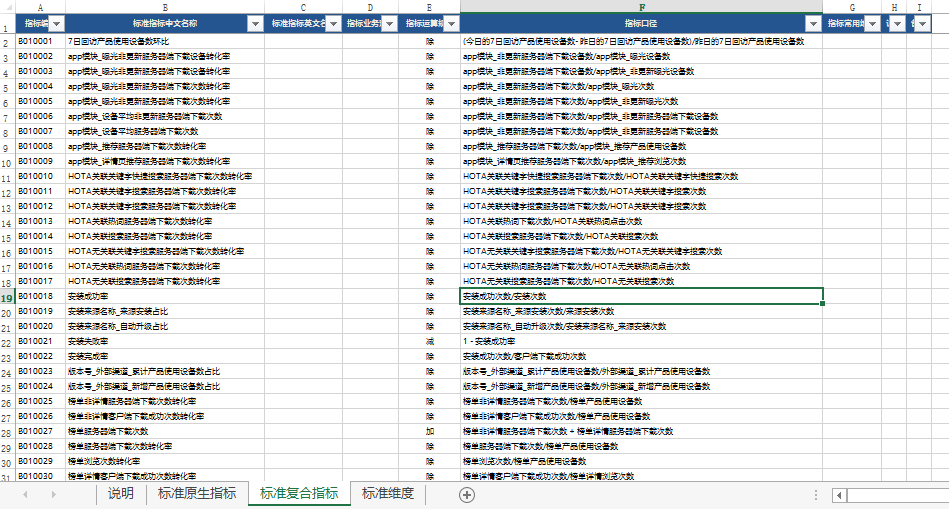 A B C D E F G H I
1 指标编 标准指标中文名称 标准指标英文名 指标业务 指标运算规 指标口径 指标常用
2 B010001 7日回访产品使用设备数环比 除 (今日的7日回访产品使用设备数- 昨日的7日回访产品使用设备数)/昨日的7日回访产品使用设备数
3 B010002 app模块_曝光非更新服务器端下载设备转化率 除 app模块_非更新服务器端下载设备数/app模块_曝光设备数
4 B010003 app模块_曝光非更新服务器端下载设备转化率 除 app模块_非更新服务器端下载设备数/app模块_非更新曝光设备数
5 B010004 app模块_曝光非更新服务器端下载次数转化率 除 app模块_非更新服务器端下载次数/app模块_曝光次数
6 B010005 app模块_曝光非更新服务器端下载次数转化率 除 app模块_非更新服务器端下载次数/app模块_非更新曝光次数
7 B010006 app模块_设备平均非更新服务器端下载次数 除 app模块_非更新服务器端下载次数/app模块_非更新服务器端下载设备数
8 B010007 app模块_设备平均服务器端下载次数 除 app模块_非更新服务器端下载次数/app模块_非更新服务器端下载设备数
9 B010008 app模块_推荐服务器端下载次数转化率 除 app模块_推荐服务器端下载次数/app模块_推荐产品使用设备数
10 B010009 app模块_详情页推荐服务器端下载次数转化率 除 app模块_详情页推荐服务器端下载次数/app模块_推荐浏览次数
11 B010010 HOTA关联关键字快捷搜索服务器端下载次数转化率 除 HOTA关联关键字快捷搜索服务器端下载次数/HOTA关联关键字快捷搜索次数
12 B010011 HOTA关联关键字搜索服务器端下载次数转化率 除 HOTA关联关键字搜索服务器端下载次数/HOTA关联关键字搜索次数
13 B010012 HOTA关联关键字搜索服务器端下载次数转化率 除 HOTA关联关键字搜索服务器端下载次数/HOTA关联关键字搜索次数
14 B010013 HOTA关联热词服务器端下载次数转化率 除 HOTA关联热词下载次数/HOTA关联热词点击次数
15 B010014 HOTA关联搜索服务器端下载次数转化率 除 HOTA关联搜索服务器端下载次数/HOTA关联搜索次数
16 B010015 HOTA无关联关键字搜索服务器端下载次数转化率 除 HOTA无关联关键字搜索服务器端下载次数/HOTA无关联关键字搜索次数
17 B010016 HOTA无关联热词服务器端下载次数转化率 除 HOTA无关联热词服务器端下载次数/HOTA无关联热词点击次数
18 B010017 HOTA无关联搜索服务器端下载次数转化率 除 HOTA无关联搜索服务器端下载次数/HOTA无关联搜索次数
19 B010018 安装成功率 除 安装成功次数/安装次数
20 B010019 安装来源名称_来源安装占比 除 安装来源名称_来源安装次数/来源安装次数
21 B010020 安装来源名称_自动升级占比 除 安装来源名称_自动升级次数/安装来源名称_来源安装次数
22 B010021 安装失败率 减 1 - 安装成功率
23 B010022 安装完成率 除 安装成功次数/客户端下载成功次数
24 B010023 版本号_外部渠道_累计产品使用设备数占比 除 版本号_外部渠道_累计产品使用设备数/外部渠道_累计产品使用设备数
25 B010024 版本号_外部渠道_新增产品使用设备数占比 除 版本号_外部渠道_新增产品使用设备数/外部渠道_新增产品使用设备数
26 B010025 榜单非详情服务器端下载次数转化率 除 榜单非详情服务器端下载次数/榜单产品使用设备数
27 B010026 榜单非详情客户端下载成功次数转化率 除 榜单非详情客户端下载成功次数/榜单产品使用设备数
28 B010027 榜单服务器端下载次数 加 榜单非详情服务器端下载次数 + 榜单详情服务器端下载次数
29 B010028 榜单服务器端下载次数转化率 除 榜单服务器端下载次数/榜单产品使用设备数
30 B010029 榜单浏览次数转化率 除 榜单浏览次数/榜单产品使用设备数
31 B010030 榜单详情客户端下载成功次数转化率 除 榜单详情客户端下载成功次数/榜单详情浏览次数
说明 标准原生指标 标准复合指标 标准维度